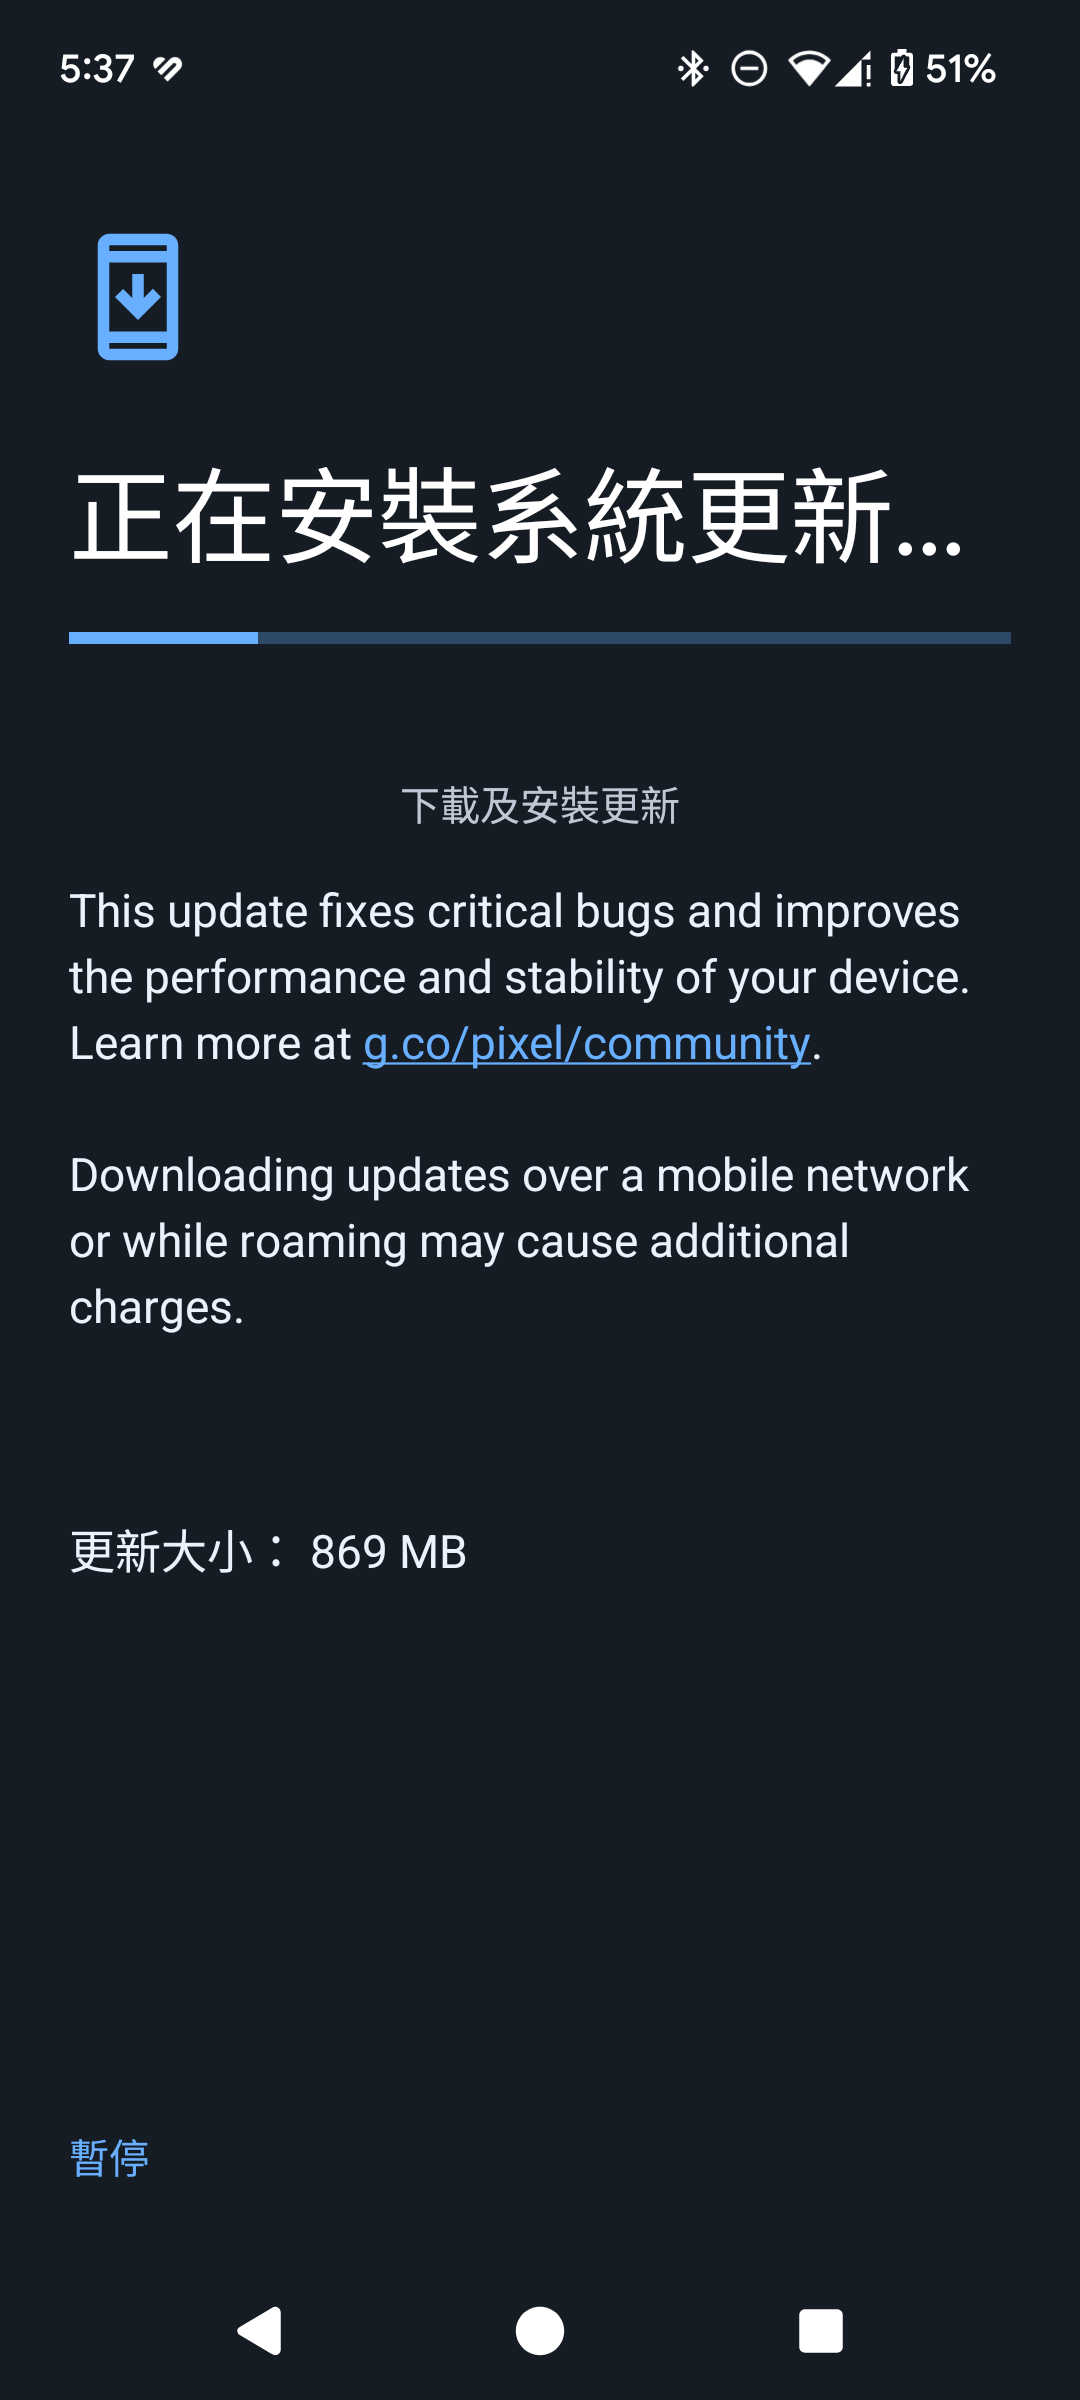 5:37 51%
正在安裝系統更新...
下載及安裝更新
This update fixes critical bugs and improves
the performance and stability of your device.
Learn more at g.co/pixel/community.
Downloading updates over a mobile network
or while roaming may cause additional
charges.
更新大小： 869 MB
暫停